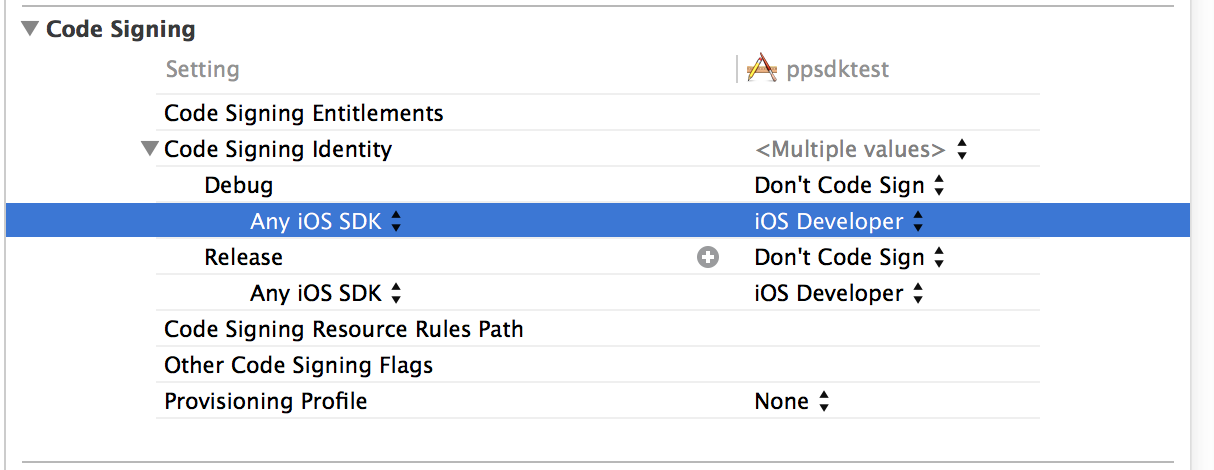 Code Signing
Setting ppsdktest
Code Signing Entitlements
Code Signing Identity <Multiple values>
Debug Don't Code Sign
Any iOS SDK iOS Developer
Release Don't Code Sign
Any iOS SDK iOS Developer
Code Signing Resource Rules Path
Other Code Signing Flags
Provisioning Profile None